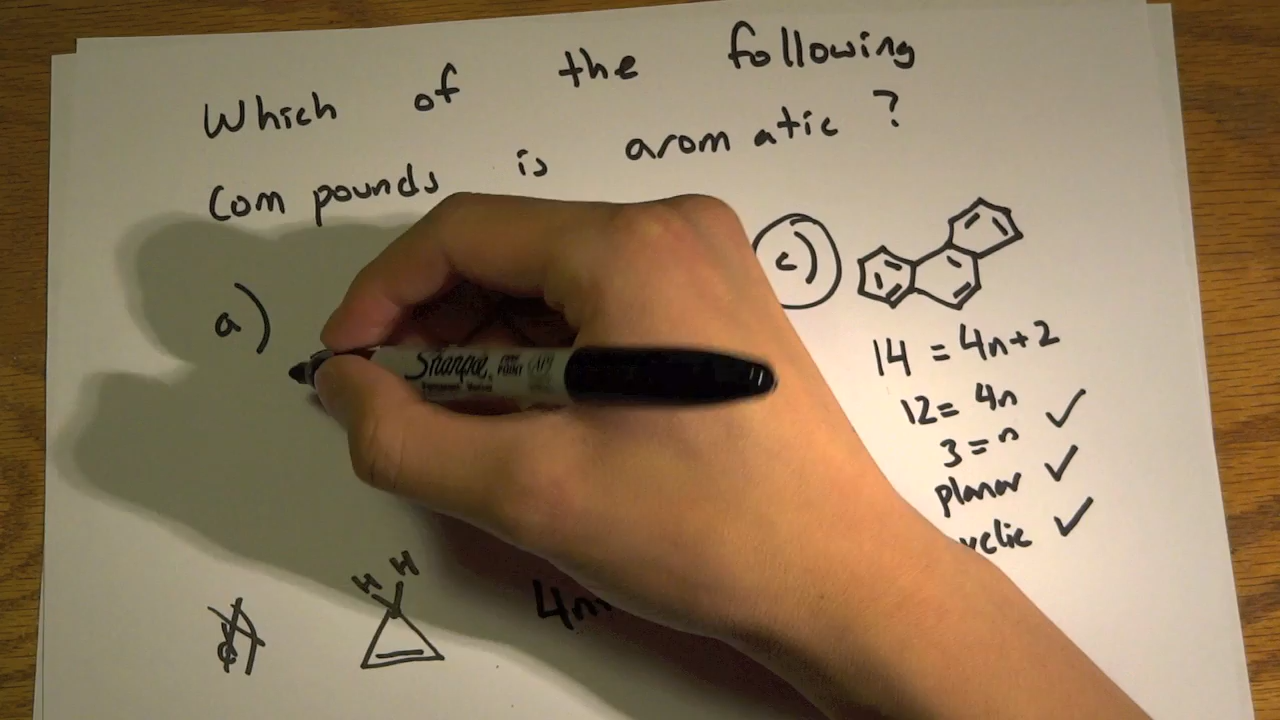 Which of the following
Compounds is aromatic ?
a)
c)
14 = 4n+2
12 = 4n ✓
3 = n
planar ✓
✓
Sharpie
H H
4n